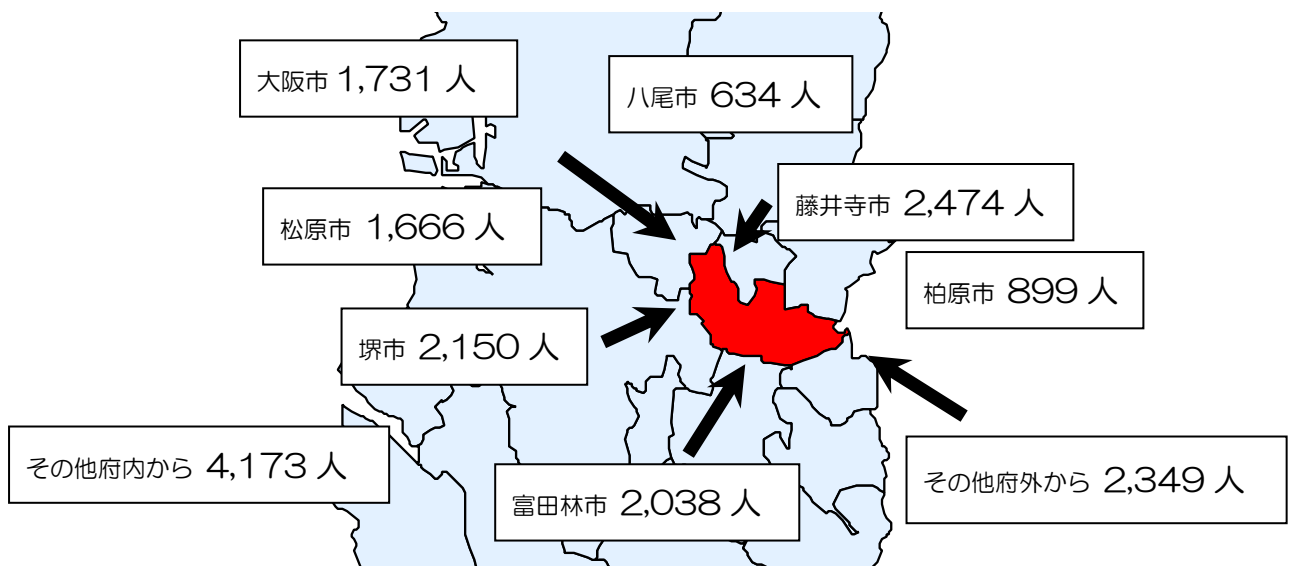 大阪市 1,731 人
八尾市 634 人
藤井寺市 2,474 人
松原市 1,666 人
柏原市 899 人
堺市 2,150 人
その他府内から 4,173 人
富田林市 2,038 人
その他府外から 2,349 人